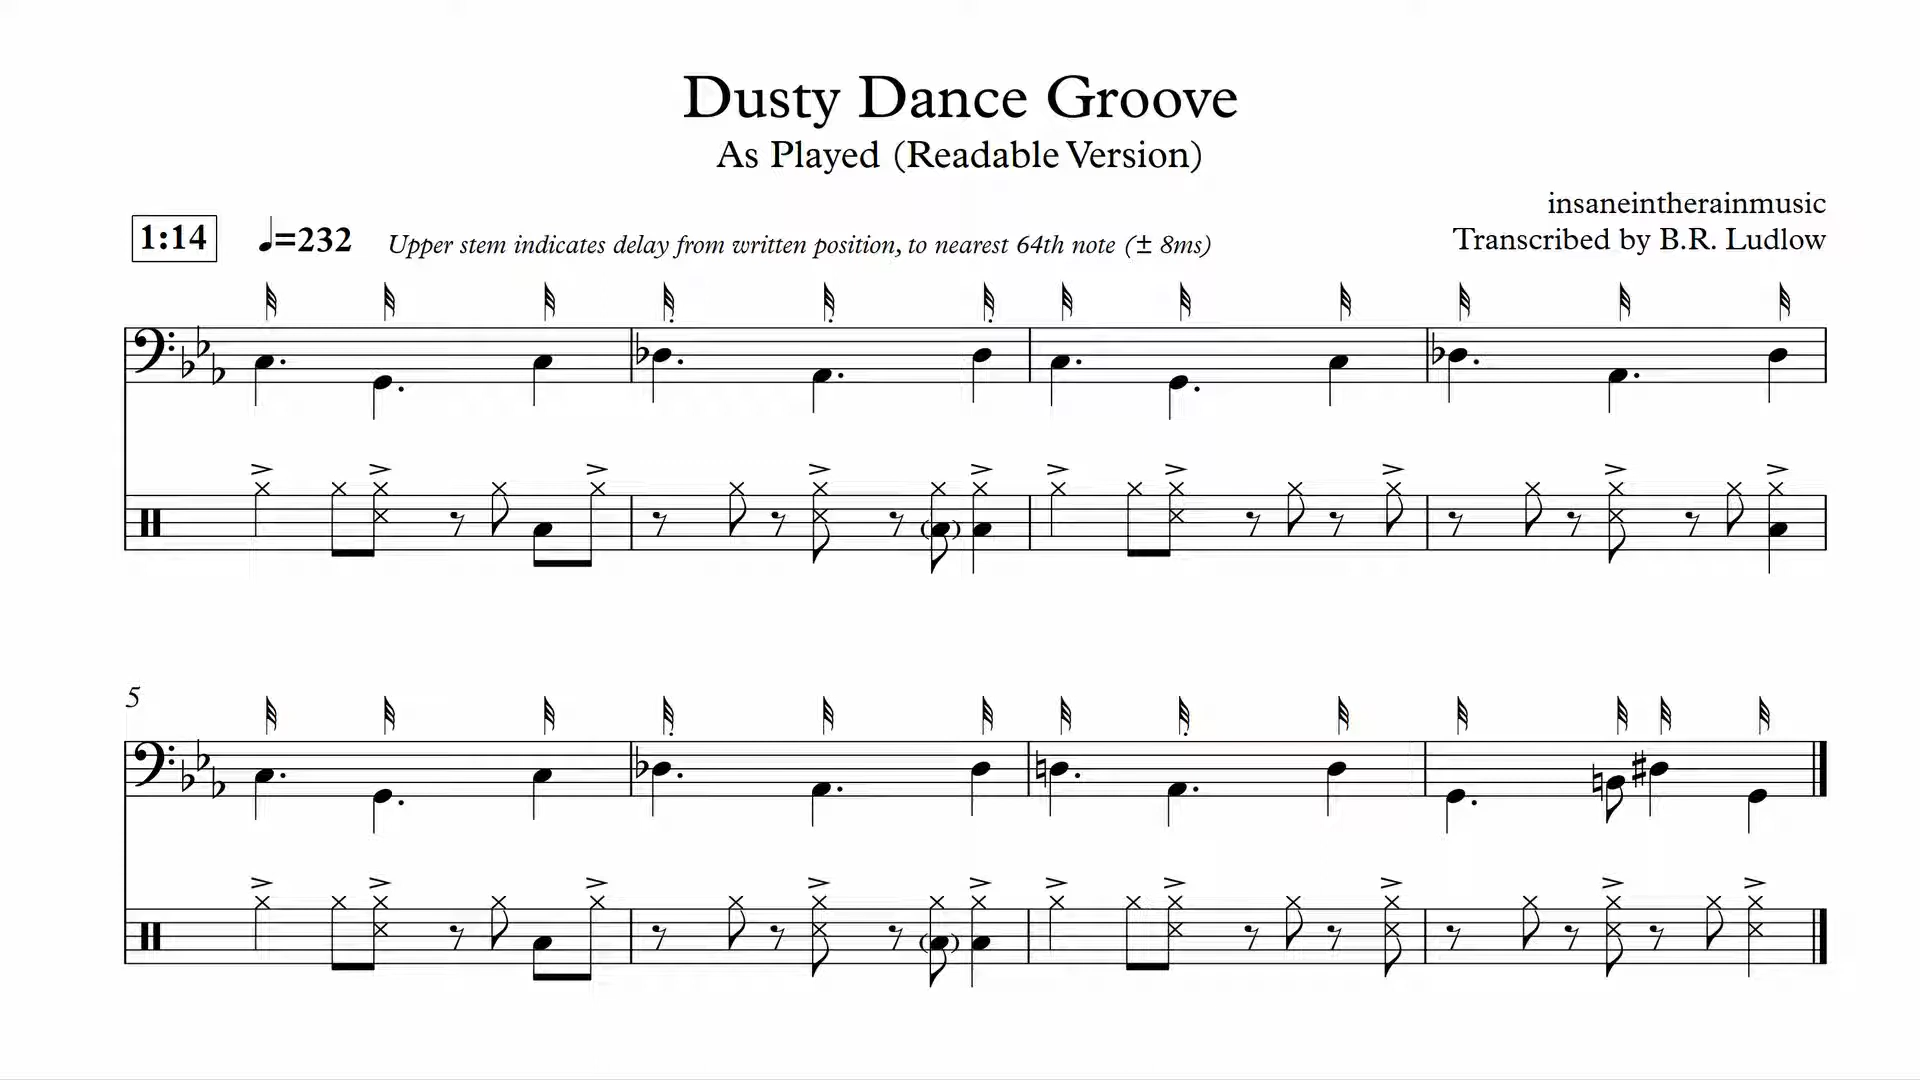 Dusty Dance Groove
As Played (Readable Version)
insaneintherainmusic
1:14 ♩=232 Upper stem indicates delay from written position, to nearest 64th note (± 8ms) Transcribed by B.R. Ludlow
5